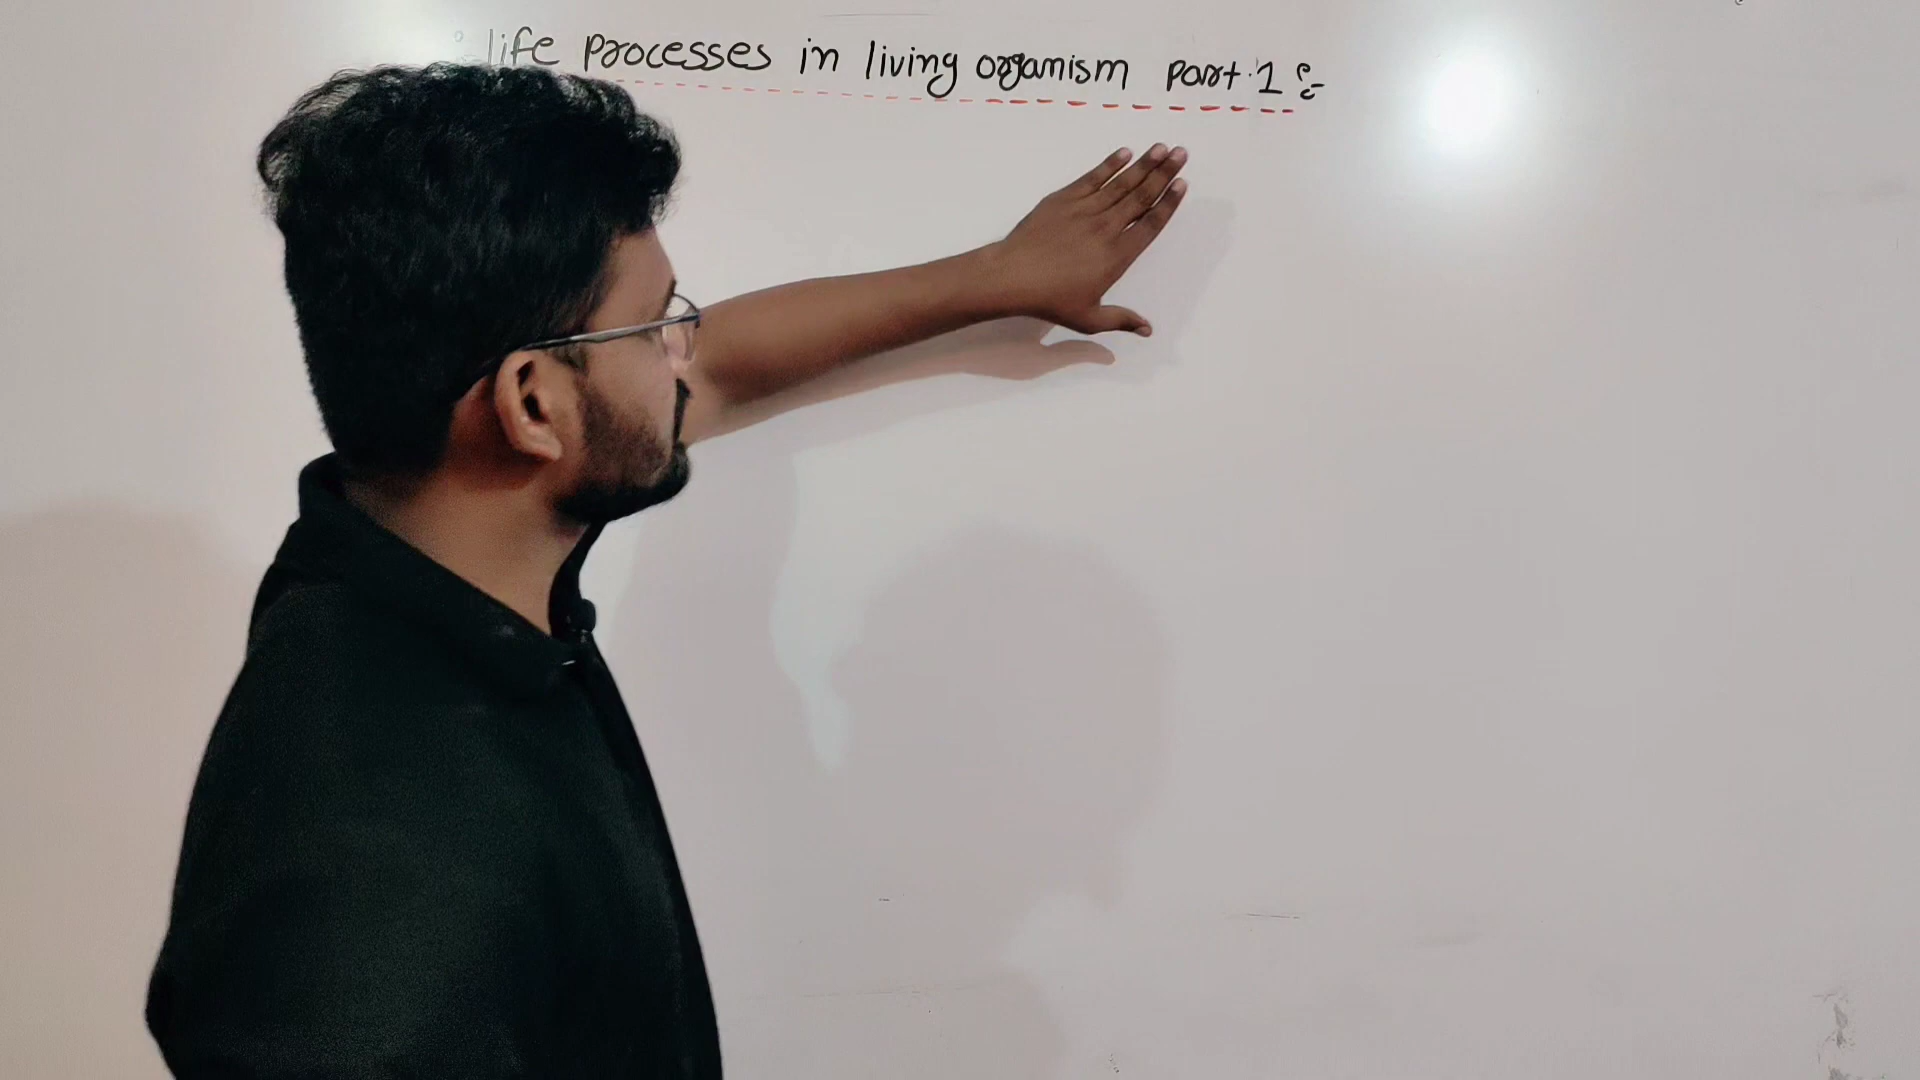 life processes in living organism part.1 :-